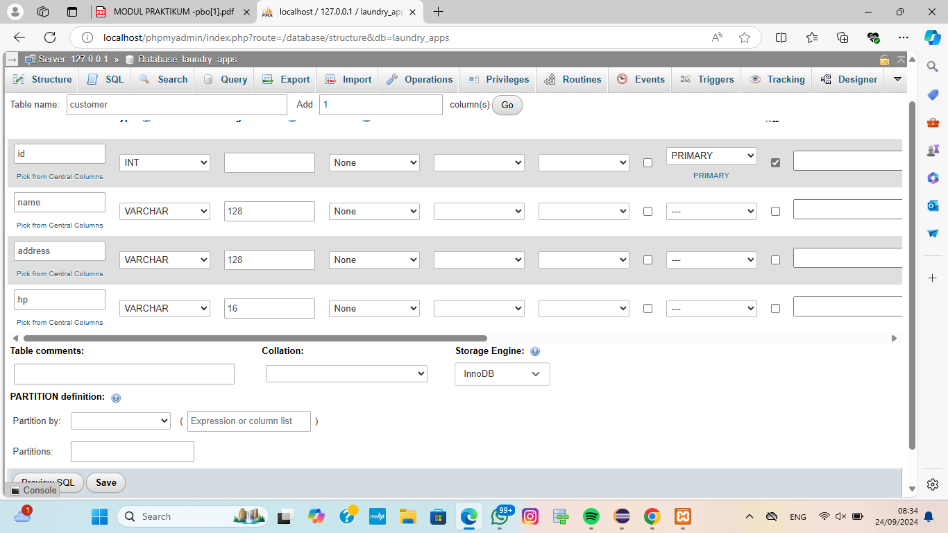 MODUL PRAKTIKUM -pbo[1].pdf
localhost / 127.0.0.1 / laundry_app
localhost/phpmyadmin/index.php?route=/database/structure&db=laundry_apps
Server: 127.0.0.1 » Database: laundry_apps
Structure SQL Search Query Export Import Operations Privileges Routines Events Triggers Tracking Designer
Table name: customer Add 1 column(s) Go
id INT None PRIMARY
Pick from Central Columns PRIMARY
name VARCHAR 128 None ---
Pick from Central Columns
address VARCHAR 128 None ---
Pick from Central Columns
hp VARCHAR 16 None ---
Pick from Central Columns
Table comments: Collation: Storage Engine:
InnoDB
PARTITION definition:
Partition by: ( Expression or column list )
Partitions:
Preview SQL Save
Console
1 Search 99+ ENG 08:34
24/09/2024